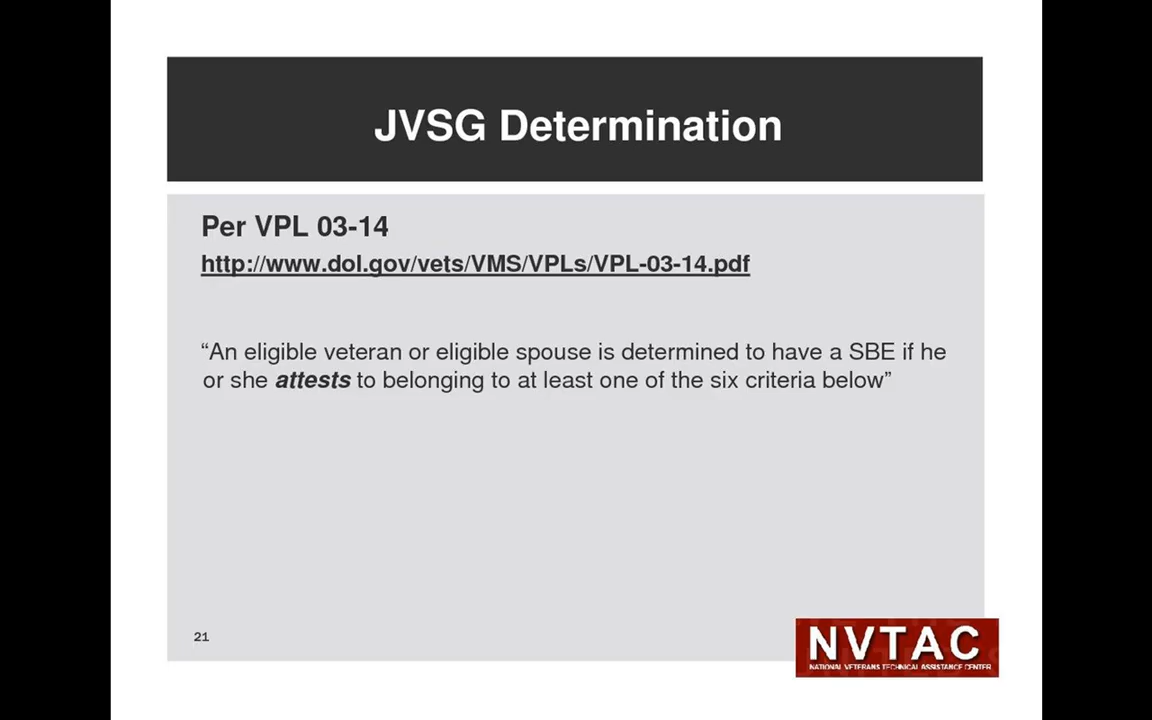 JVSG Determination
Per VPL 03-14
http://www.dol.gov/vets/VMS/VPLs/VPL-03-14.pdf
“An eligible veteran or eligible spouse is determined to have a SBE if he
or she attests to belonging to at least one of the six criteria below”
21
NVTAC
NATIONAL VETERANS TECHNICAL ASSISTANCE CENTER